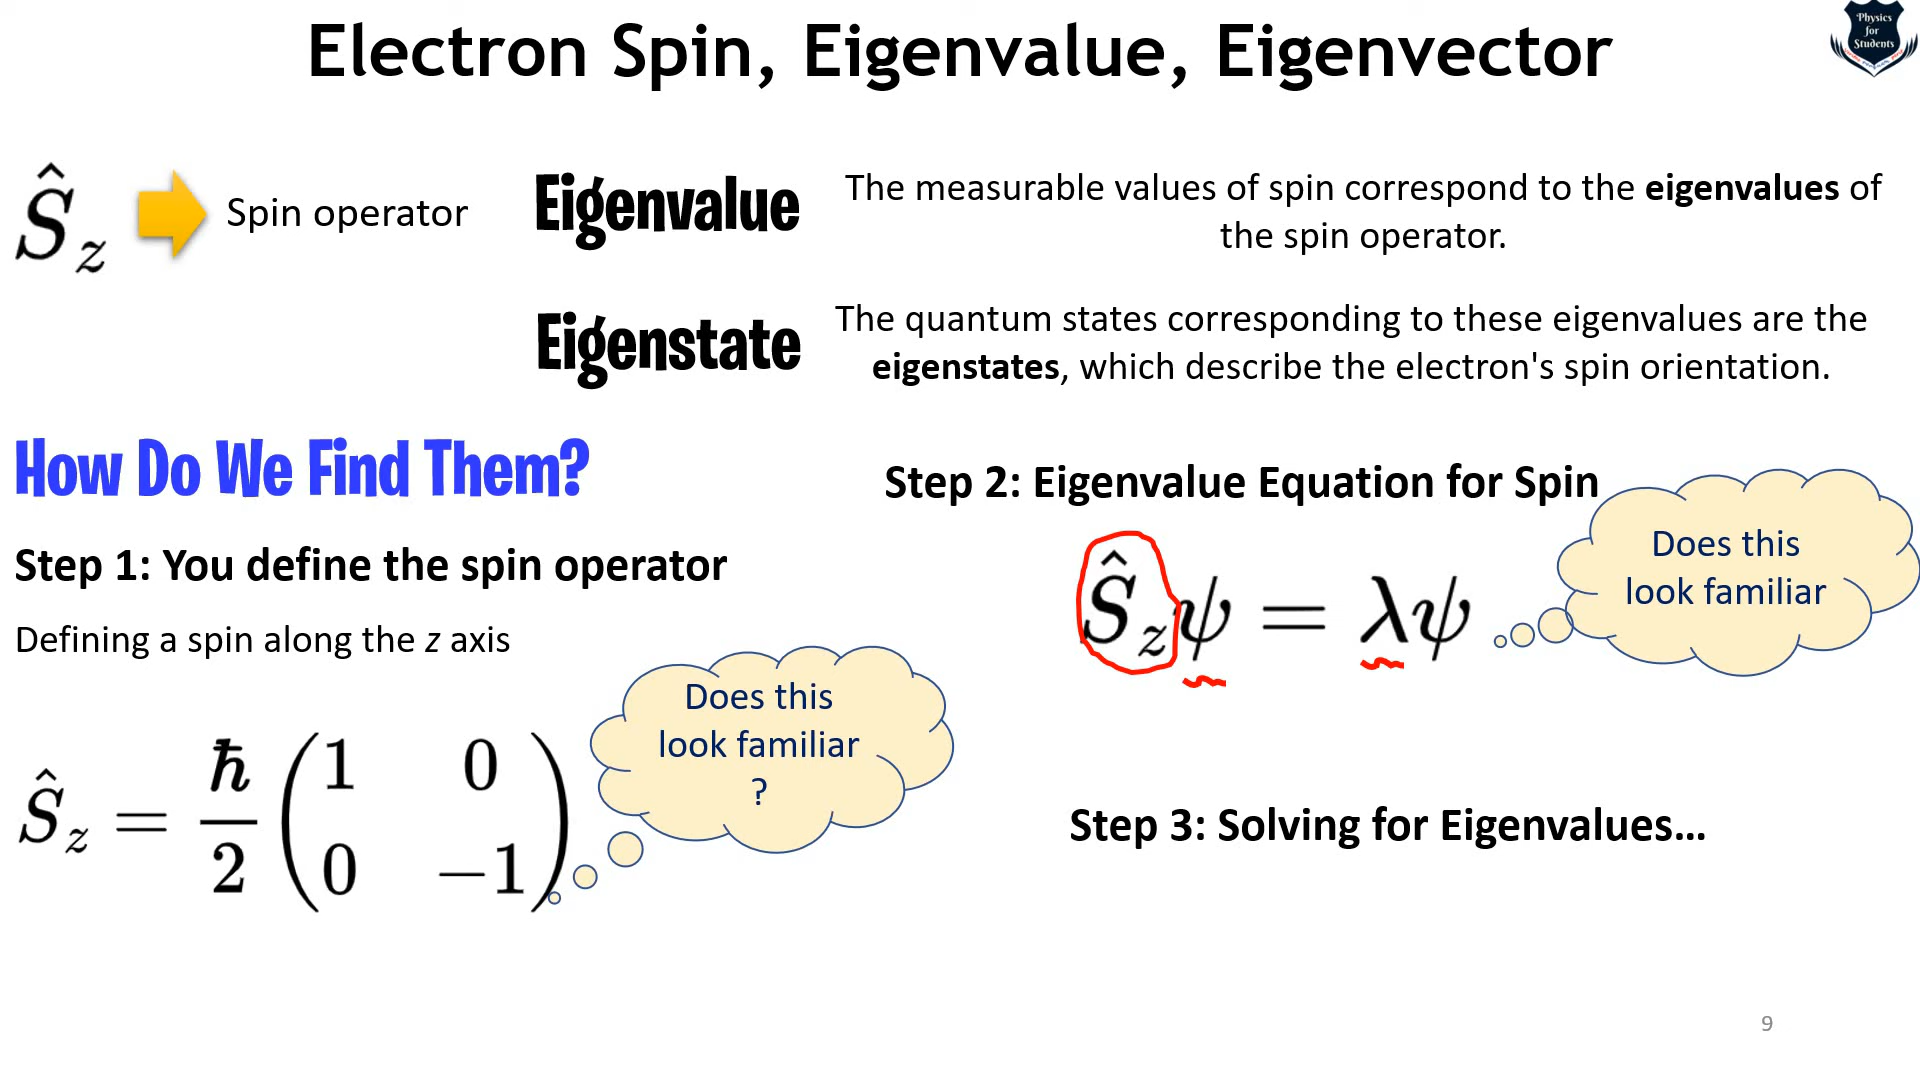 Electron Spin, Eigenvalue, Eigenvector
Physics
for
Students
Ŝ_z
Spin operator
Eigenvalue
The measurable values of spin correspond to the eigenvalues of
the spin operator.
Eigenstate
The quantum states corresponding to these eigenvalues are the
eigenstates, which describe the electron's spin orientation.
How Do We Find Them?
Step 1: You define the spin operator
Defining a spin along the z axis
Ŝ_z = ħ/2 (1 0
0 −1)
Does this
look familiar
?
Step 2: Eigenvalue Equation for Spin
Ŝ_zψ = λψ
Does this
look familiar
Step 3: Solving for Eigenvalues...
9